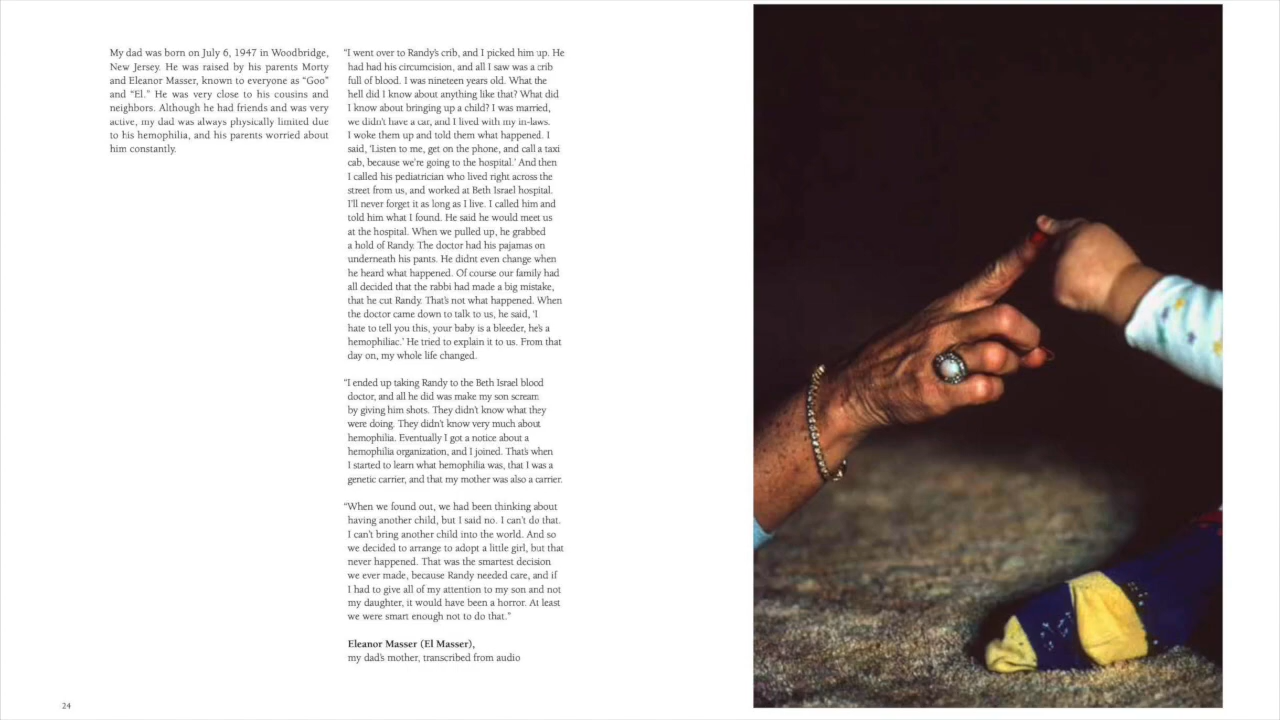 My dad was born on July 6, 1947 in Woodbridge,
New Jersey. He was raised by his parents Morty
and Eleanor Masser, known to everyone as “Goo”
and “El.” He was very close to his cousins and
neighbors. Although he had friends and was very
active, my dad was always physically limited due
to his hemophilia, and his parents worried about
him constantly.
“I went over to Randy's crib, and I picked him up. He
had had his circumcision, and all I saw was a crib
full of blood. I was nineteen years old. What the
hell did I know about anything like that? What did
I know about bringing up a child? I was married,
we didn't have a car, and I lived with my in-laws.
I woke them up and told them what happened. I
said, ‘Listen to me, get on the phone, and call a taxi
cab, because we're going to the hospital.’ And then
I called his pediatrician who lived right across the
street from us, and worked at Beth Israel hospital.
I'll never forget it as long as I live. I called him and
told him what I found. He said he would meet us
at the hospital. When we pulled up, he grabbed
a hold of Randy. The doctor had his pajamas on
underneath his pants. He didnt even change when
he heard what happened. Of course our family had
all decided that the rabbi had made a big mistake,
that he cut Randy. That's not what happened. When
the doctor came down to talk to us, he said, ‘I
hate to tell you this, your baby is a bleeder, he's a
hemophiliac.’ He tried to explain it to us. From that
day on, my whole life changed.
“I ended up taking Randy to the Beth Israel blood
doctor, and all he did was make my son scream
by giving him shots. They didn't know what they
were doing. They didn't know very much about
hemophilia. Eventually I got a notice about a
hemophilia organization, and I joined. That's when
I started to learn what hemophilia was, that I was a
genetic carrier, and that my mother was also a carrier.
“When we found out, we had been thinking about
having another child, but I said no. I can't do that.
I can't bring another child into the world. And so
we decided to arrange to adopt a little girl, but that
never happened. That was the smartest decision
we ever made, because Randy needed care, and if
I had to give all of my attention to my son and not
my daughter, it would have been a horror. At least
we were smart enough not to do that.”
Eleanor Masser (El Masser),
my dad's mother, transcribed from audio
24